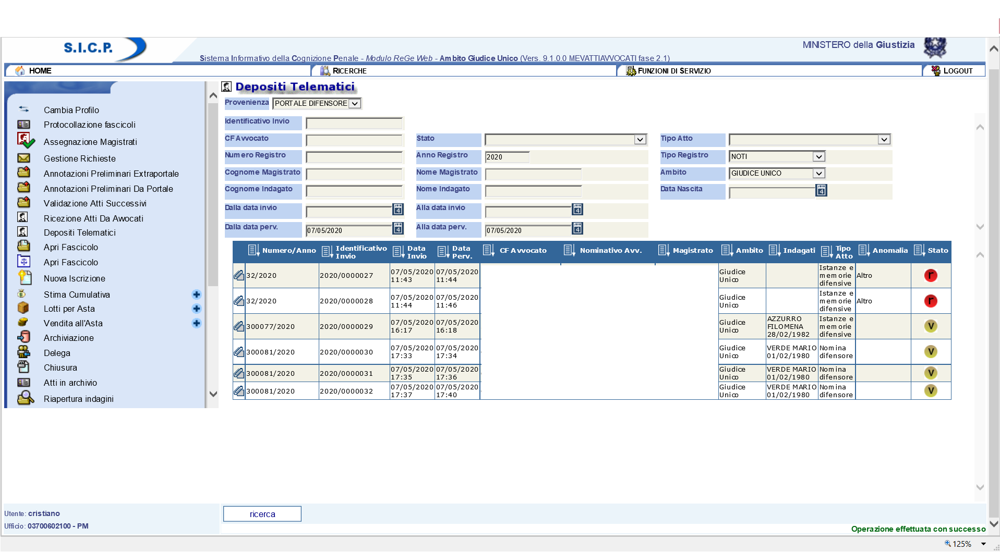 S.I.C.P.
MINISTERO della Giustizia
Sistema Informativo della Cognizione Penale - Modulo ReGe Web - Ambito Giudice Unico (Vers. 9.1.0.0 MEVATTIAVVOCATI fase 2.1)
HOME
RICERCHE
FUNZIONI DI SERVIZIO
LOGOUT
Cambia Profilo
Protocollazione fascicoli
Assegnazione Magistrati
Gestione Richieste
Annotazioni Preliminari Extraportale
Annotazioni Preliminari Da Portale
Validazione Atti Successivi
Ricezione Atti Da Avvocati
Depositi Telematici
Apri Fascicolo
Apri Fascicolo
Nuova Iscrizione
Stima Cumulativa
Lotti per Asta
Vendita all'Asta
Archiviazione
Delega
Chiusura
Atti in archivio
Riapertura indagini
Depositi Telematici
Provenienza PORTALE DIFENSORE
Identificativo Invio
CF Avvocato Stato Tipo Atto
Numero Registro Anno Registro 2020 Tipo Registro NOTI
Cognome Magistrato Nome Magistrato Ambito GIUDICE UNICO
Cognome Indagato Nome Indagato Data Nascita
Dalla data invio Alla data invio
Dalla data perv. 07/05/2020 Alla data perv. 07/05/2020
Numero/Anno Identificativo Invio Data Invio Data Perv. CF Avvocato Nominativo Avv. Magistrato Ambito Indagati Tipo Atto Anomalia Stato
32/2020 2020/0000027 07/05/2020 11:43 07/05/2020 11:44 Giudice Unico Istanze e memorie difensive Altro r
32/2020 2020/0000028 07/05/2020 11:44 07/05/2020 11:46 Giudice Unico Istanze e memorie difensive Altro r
300077/2020 2020/0000029 07/05/2020 16:17 07/05/2020 16:18 Giudice Unico AZZURRO FILOMENA 28/02/1982 Istanze e memorie difensive V
300081/2020 2020/0000030 07/05/2020 17:33 07/05/2020 17:34 Giudice Unico VERDE MARIO 01/02/1980 Nomina difensore V
300081/2020 2020/0000031 07/05/2020 17:35 07/05/2020 17:36 Giudice Unico VERDE MARIO 01/02/1980 Nomina difensore V
300081/2020 2020/0000032 07/05/2020 17:37 07/05/2020 17:40 Giudice Unico VERDE MARIO 01/02/1980 Nomina difensore V
Utente: cristiano
Ufficio: 03700602100 - PM
ricerca
Operazione effettuata con successo
125%